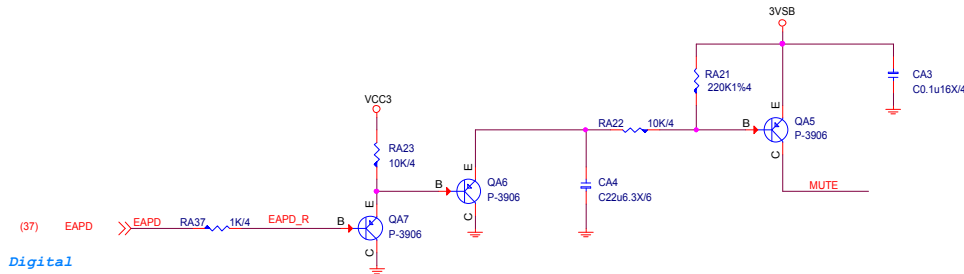 3VSB
RA21
220K1%4
CA3
C0.1u16X/4
VCC3
RA23
10K/4
RA22 10K/4
E
B
QA5
P-3906
C
MUTE
E
B
QA6
P-3906
C
CA4
C22u6.3X/6
(37) EAPD EAPD RA37 1K/4 EAPD_R
E
B
QA7
P-3906
C
Digital